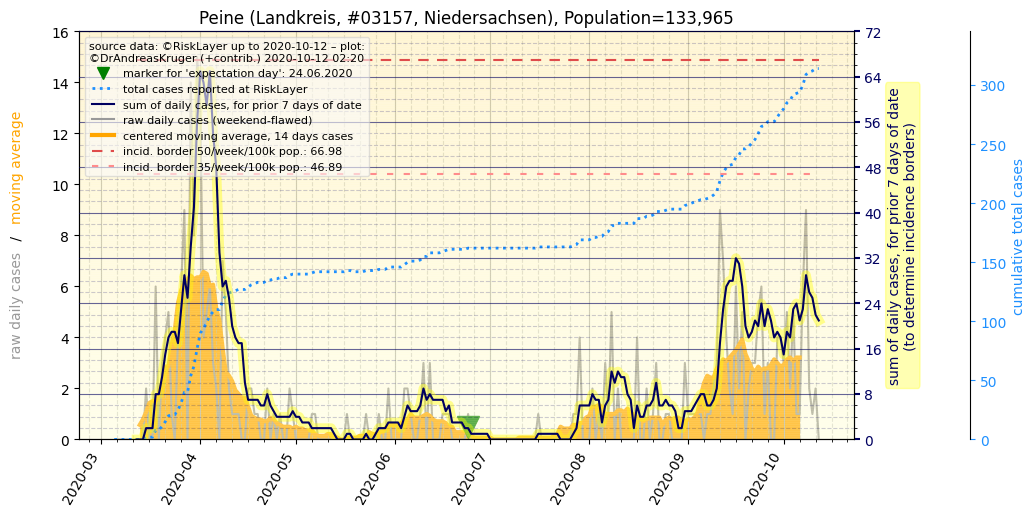 Peine (Landkreis, #03157, Niedersachsen), Population=133,965
source data: ©RiskLayer up to 2020-10-12 – plot:
©DrAndreasKruger (+contrib.) 2020-10-12 02:20
marker for 'expectation day': 24.06.2020
total cases reported at RiskLayer
sum of daily cases, for prior 7 days of date
raw daily cases (weekend-flawed)
centered moving average, 14 days cases
incid. border 50/week/100k pop.: 66.98
incid. border 35/week/100k pop.: 46.89
raw daily cases / moving average
16
14
12
10
8
6
4
2
0
2020-03
2020-04
2020-05
2020-06
2020-07
2020-08
2020-09
2020-10
72
64
56
48
40
32
24
16
8
0
sum of daily cases, for prior 7 days of date
(to determine incidence borders)
300
250
200
150
100
50
0
cumulative total cases